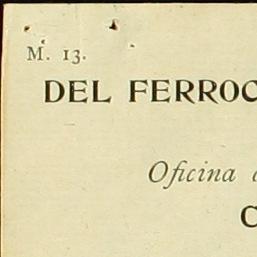 M. 13.
DEL FERROC
Oficina
C